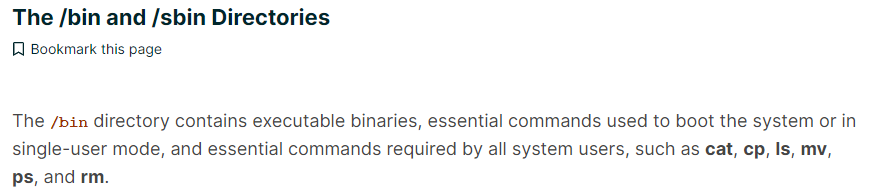 The /bin and /sbin Directories
Bookmark this page
The /bin directory contains executable binaries, essential commands used to boot the system or in
single-user mode, and essential commands required by all system users, such as cat, cp, ls, mv,
ps, and rm.